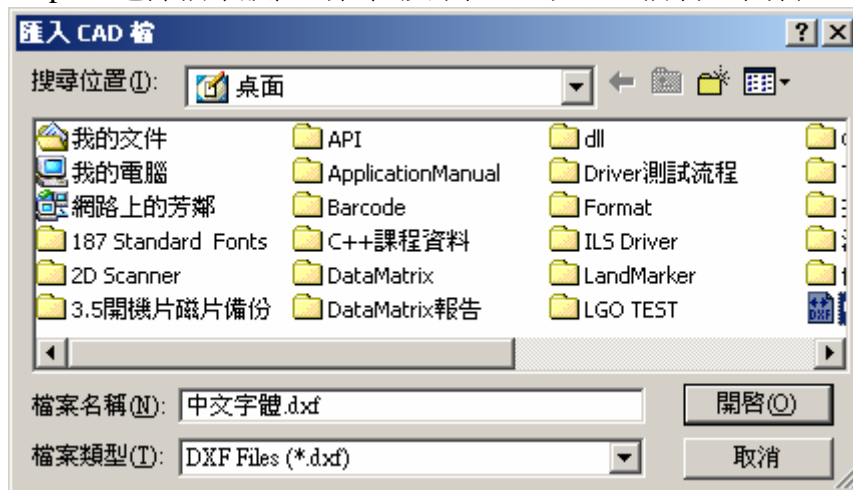 匯入 CAD 檔
搜尋位置(I): 桌面
我的文件 API dll
我的電腦 ApplicationManual Driver測試流程
網路上的芳鄰 Barcode Format
187 Standard Fonts C++課程資料 ILS Driver
2D Scanner DataMatrix LandMarker
3.5開機片磁片備份 DataMatrix報告 LGO TEST
檔案名稱(N): 中文字體.dxf 開啓(O)
檔案類型(T): DXF Files (*.dxf) 取消